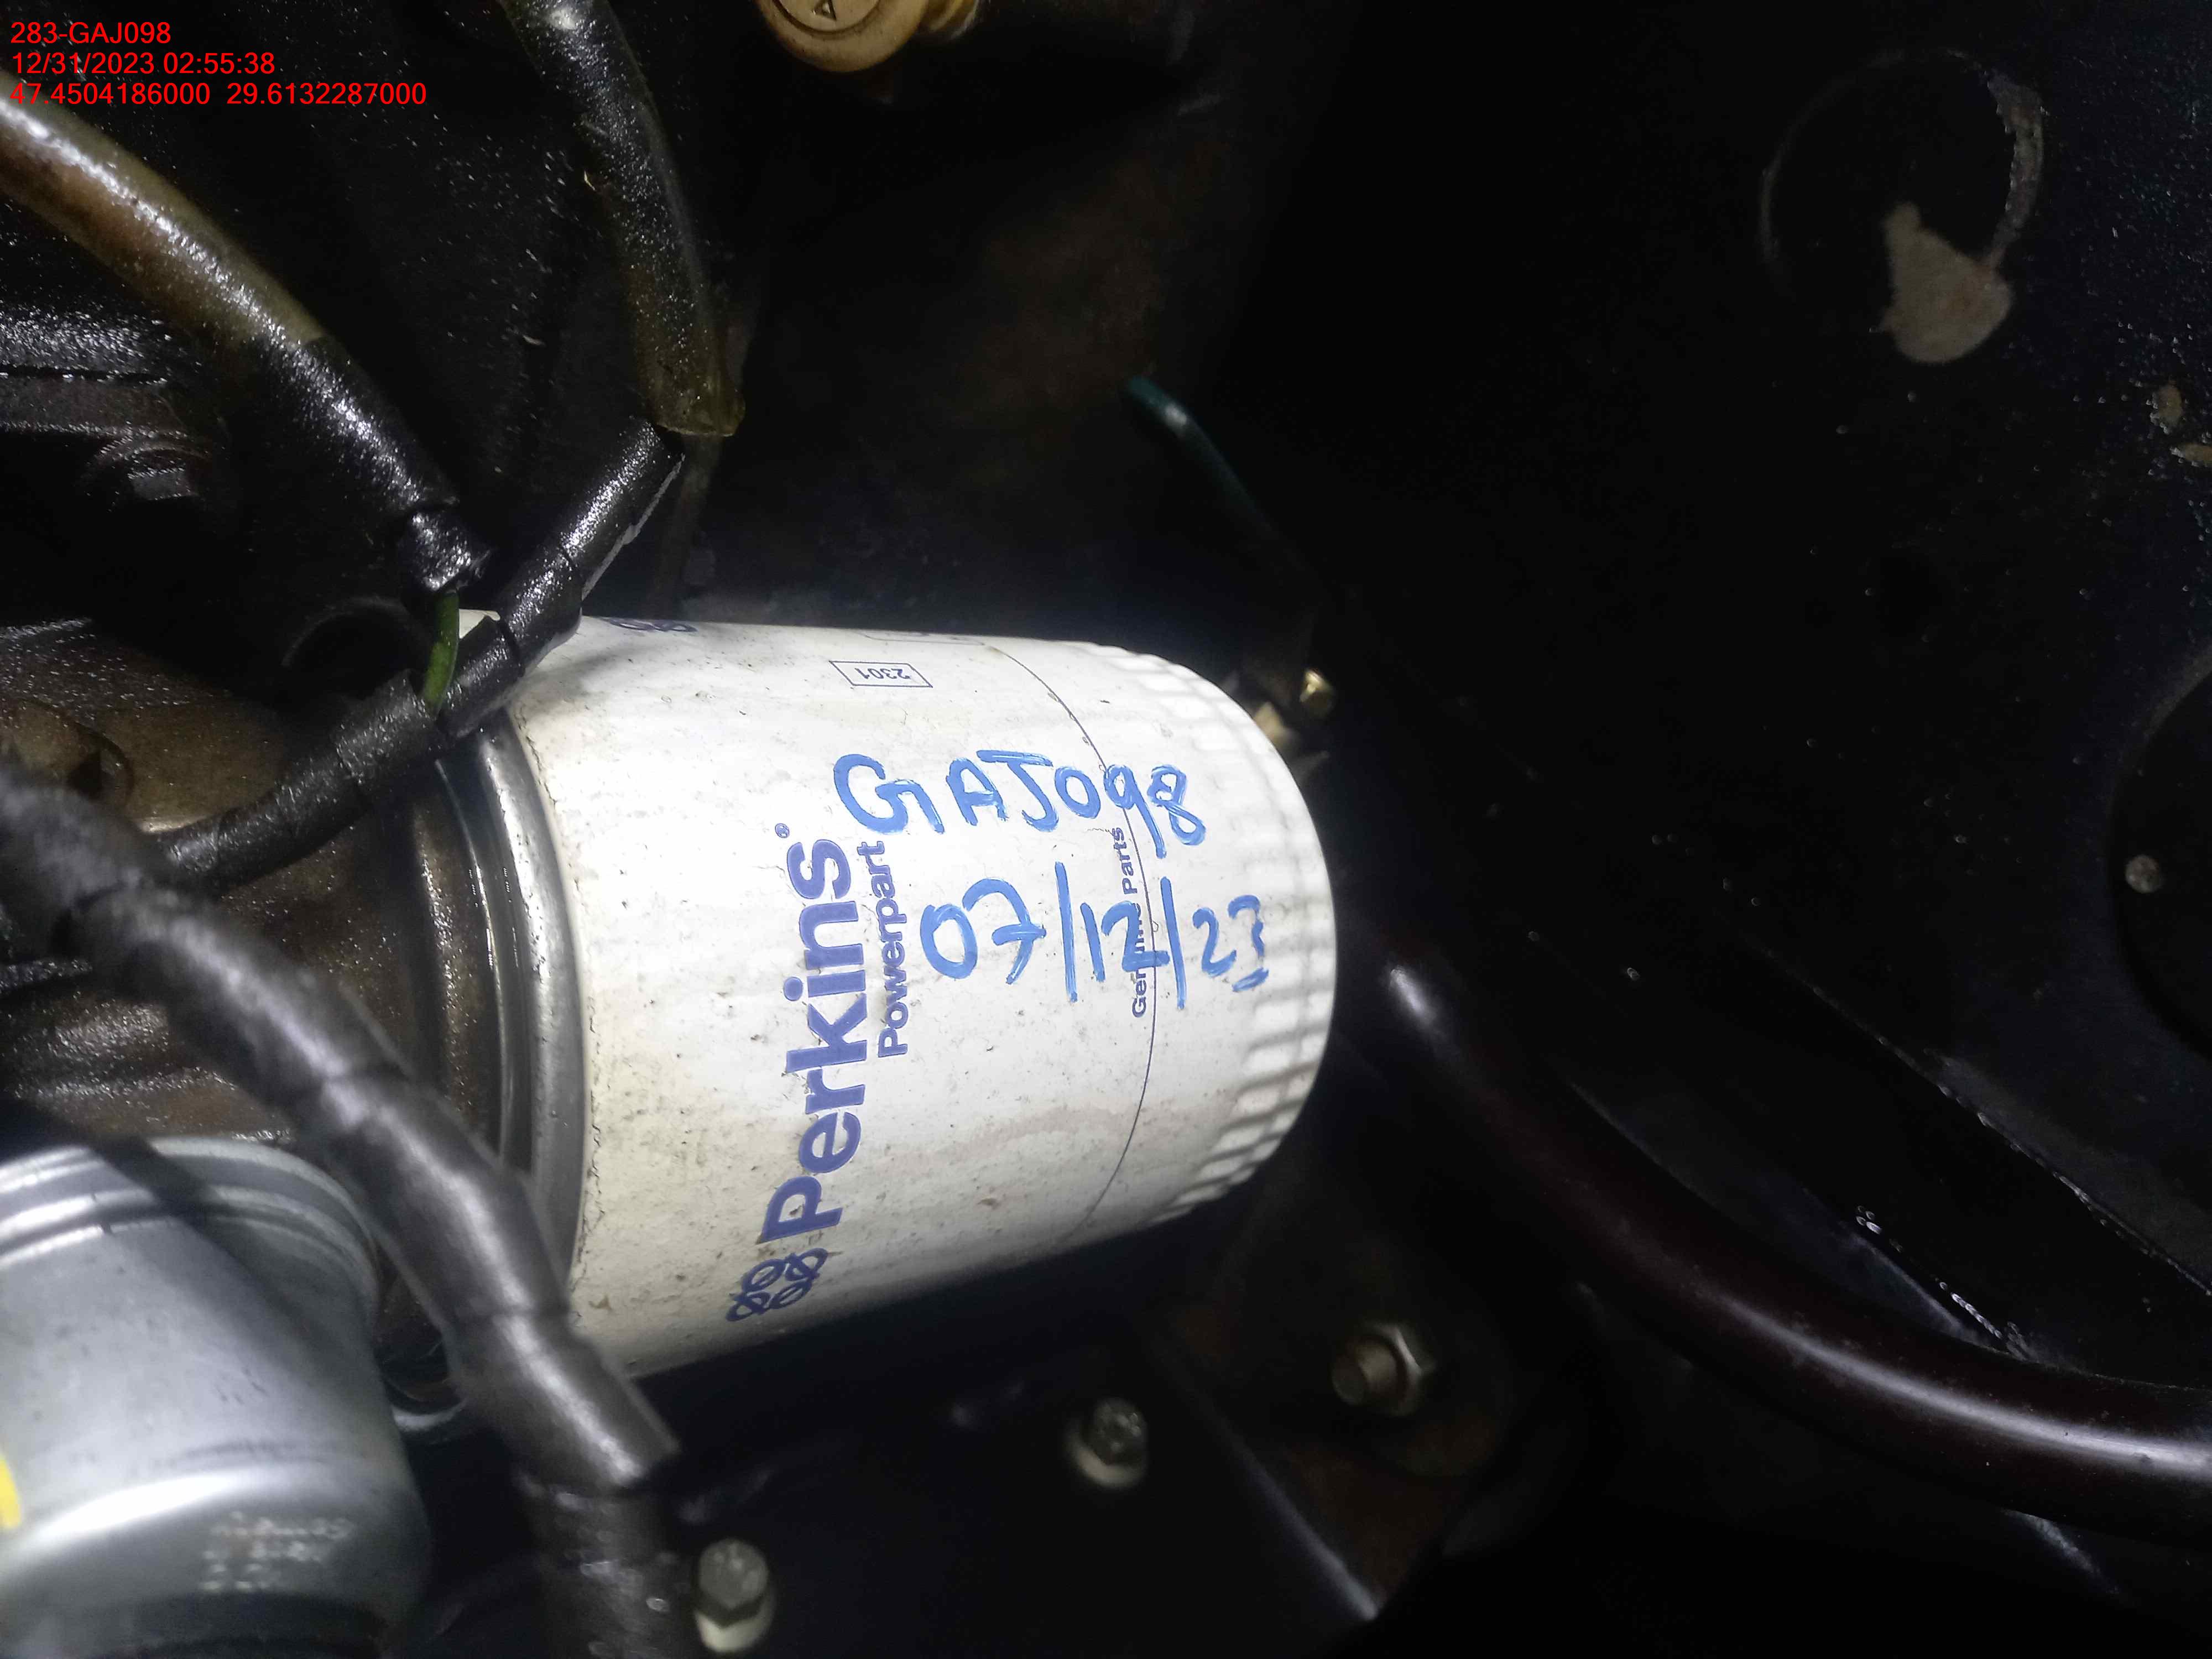 283-GAJ098
12/31/2023 02:55:38
47.4504186000 29.6132287000
2301
GAJ098
07/12/23
Perkins®
Powerpart
Genuine Parts